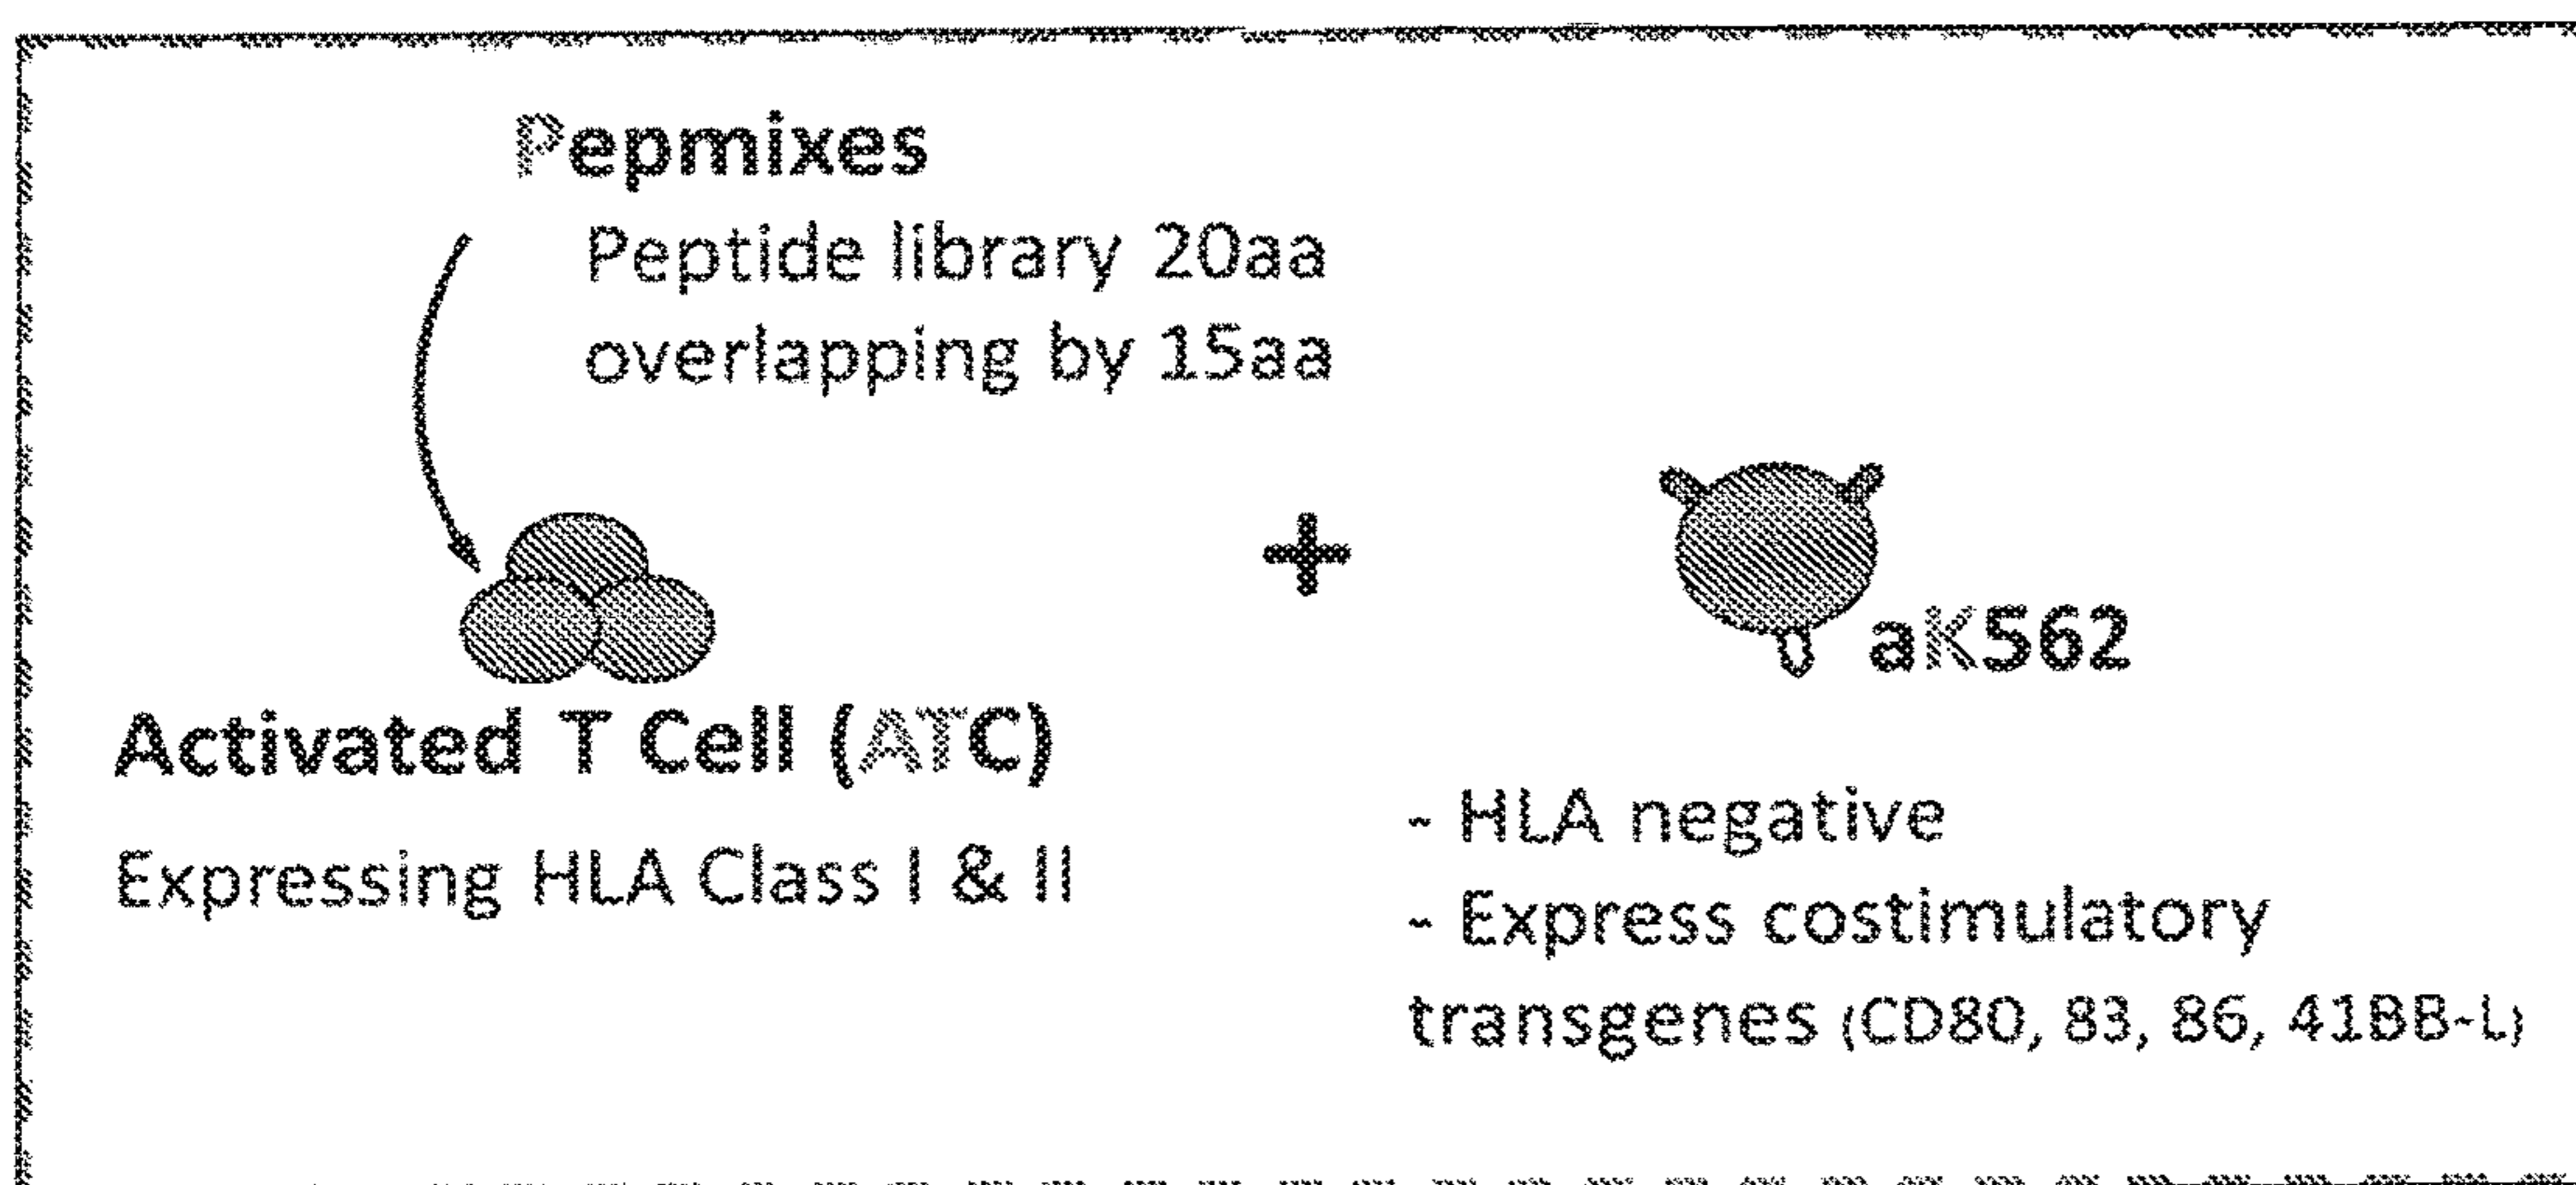 Pepmixes
Peptide library 20aa
overlapping by 15aa
+
aK562
Activated T Cell (ATC)
Expressing HLA Class I & II
- HLA negative
- Express costimulatory
transgenes (CD80, 83, 86, 41BB-L)